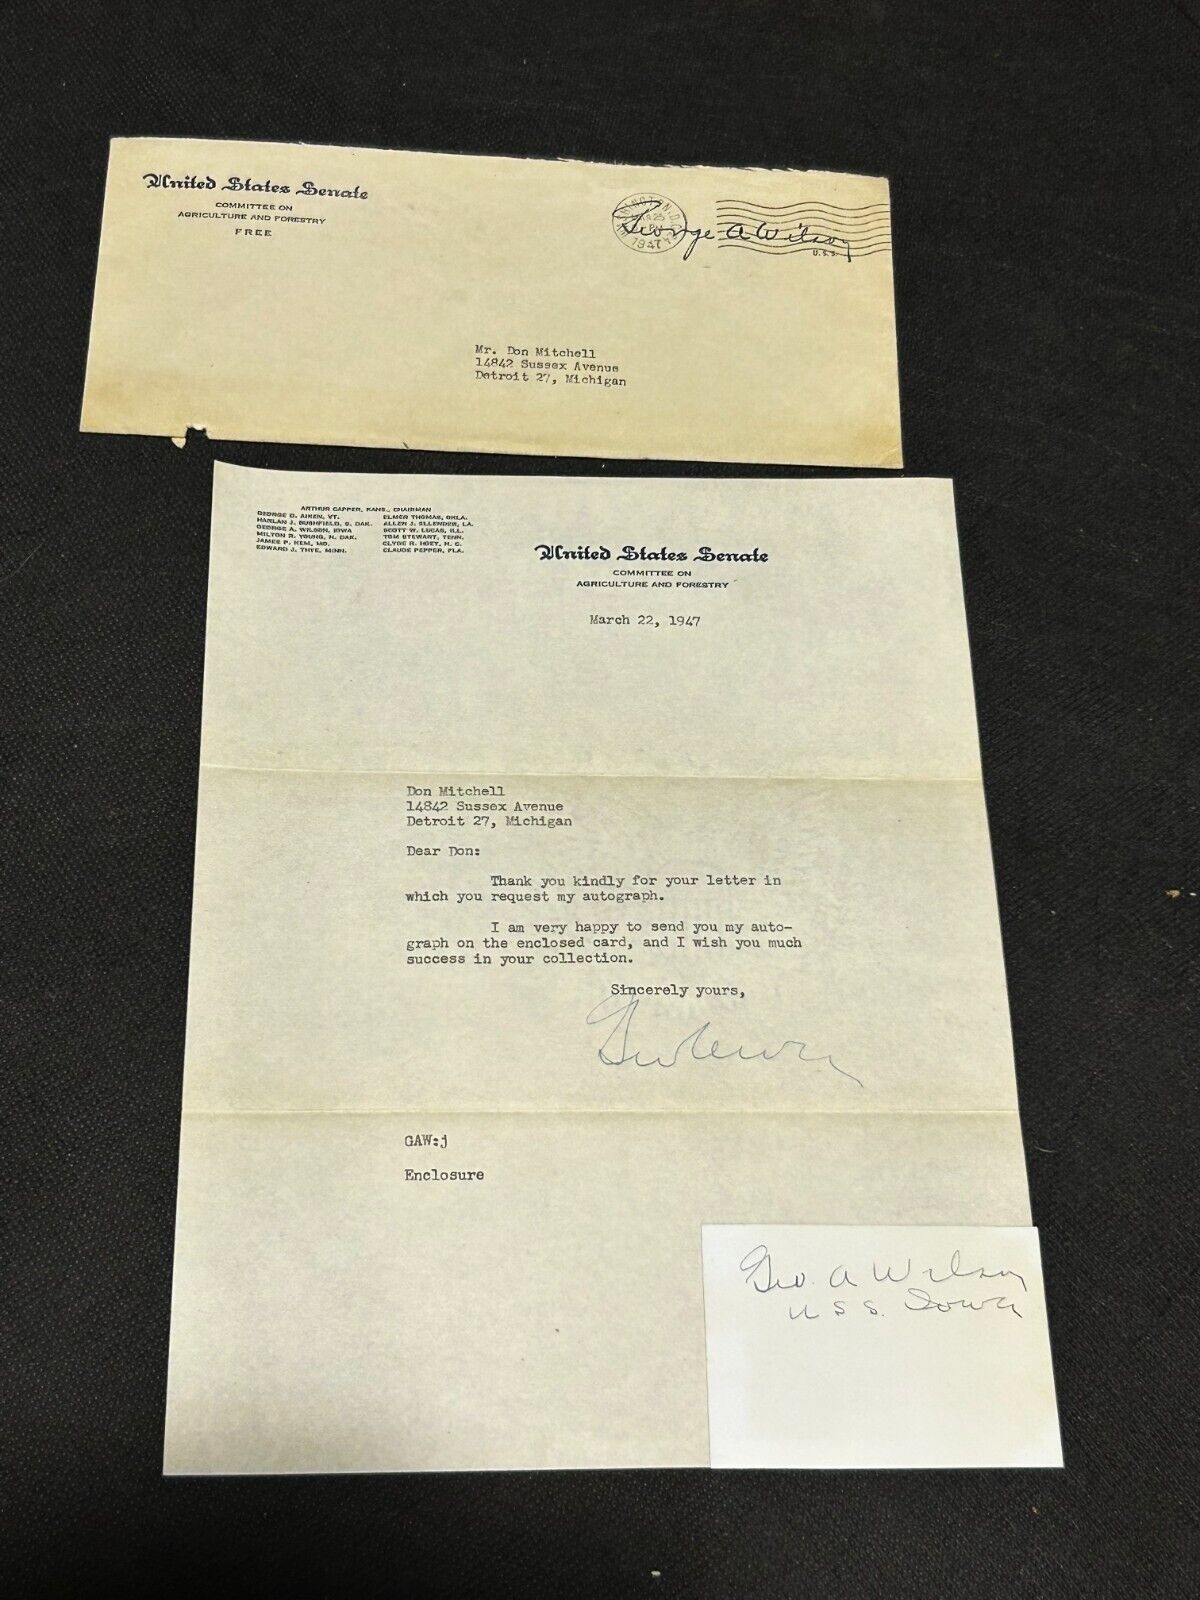 United States Senate
COMMITTEE ON
AGRICULTURE AND FORESTRY
FREE
WASHINGTON, D.C.
1947
George A Wilson
U.S.S.
Mr. Don Mitchell
14842 Sussex Avenue
Detroit 27, Michigan
ARTHUR CAPPER, KANS., CHAIRMAN
GEORGE D. AIKEN, VT. ELMER THOMAS, OKLA.
HARLAN J. BUSHFIELD, S. DAK. ALLEN J. ELLENDER, LA.
GEORGE A. WILSON, IOWA SCOTT W. LUCAS, ILL.
MILTON R. YOUNG, N. DAK. TOM STEWART, TENN.
JAMES P. KEM, MO. CLYDE R. HOEY, N. C.
EDWARD J. THYE, MINN. CLAUDE PEPPER, FLA.
United States Senate
COMMITTEE ON
AGRICULTURE AND FORESTRY
March 22, 1947
Don Mitchell
14842 Sussex Avenue
Detroit 27, Michigan
Dear Don:
Thank you kindly for your letter in
which you request my autograph.
I am very happy to send you my auto-
graph on the enclosed card, and I wish you much
success in your collection.
Sincerely yours,
GAW:j
Enclosure
Geo. A Wilson
U S S. Iowa